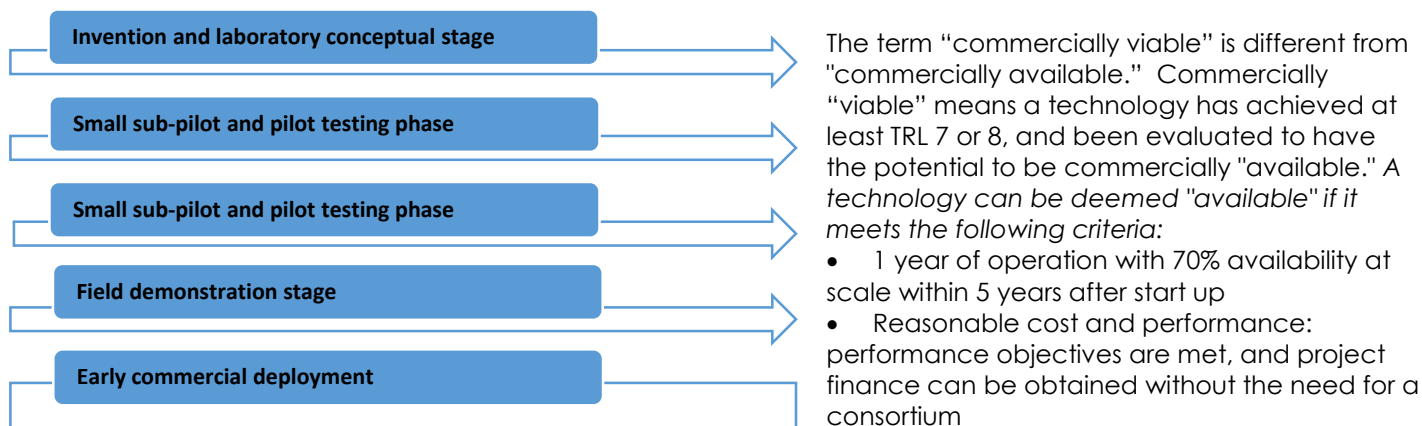 Invention and laboratory conceptual stage
Small sub-pilot and pilot testing phase
Small sub-pilot and pilot testing phase
Field demonstration stage
Early commercial deployment
The term “commercially viable” is different from
"commercially available.” Commercially
“viable” means a technology has achieved at
least TRL 7 or 8, and been evaluated to have
the potential to be commercially "available." A
technology can be deemed "available" if it
meets the following criteria:
• 1 year of operation with 70% availability at
scale within 5 years after start up
• Reasonable cost and performance:
performance objectives are met, and project
finance can be obtained without the need for a
consortium